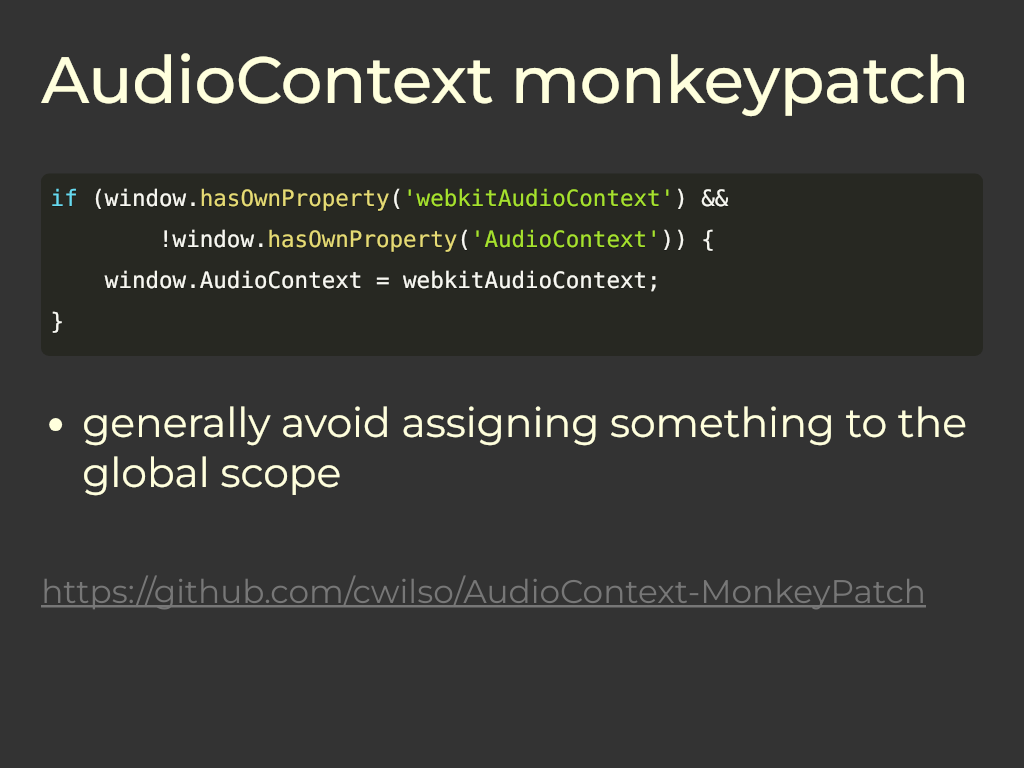 AudioContext monkeypatch
if (window.hasOwnProperty('webkitAudioContext') &&
        !window.hasOwnProperty('AudioContext')) {
    window.AudioContext = webkitAudioContext;
}
• generally avoid assigning something to the
global scope
https://github.com/cwilso/AudioContext-MonkeyPatch